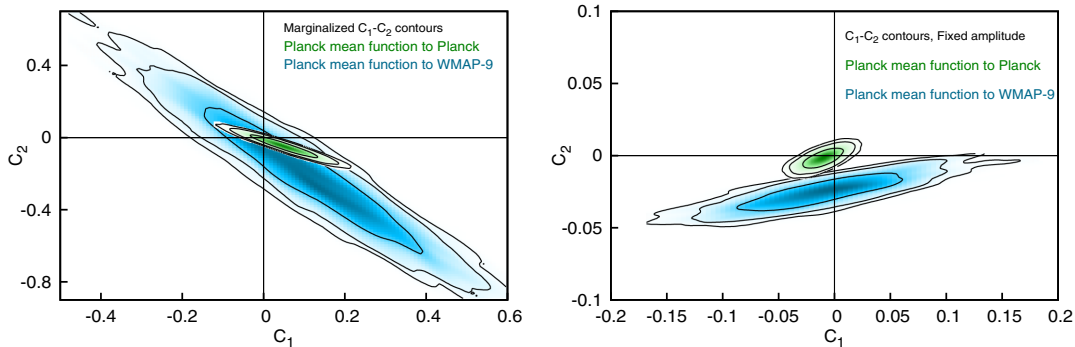 Marginalized C1-C2 contours
Planck mean function to Planck
Planck mean function to WMAP-9
C2
0.4
0
-0.4
-0.8
-0.4
-0.2
0
0.2
0.4
0.6
C1
C1-C2 contours, Fixed amplitude
Planck mean function to Planck
Planck mean function to WMAP-9
C2
0.1
0.05
0
-0.05
-0.1
-0.2
-0.15
-0.1
-0.05
0
0.05
0.1
0.15
0.2
C1